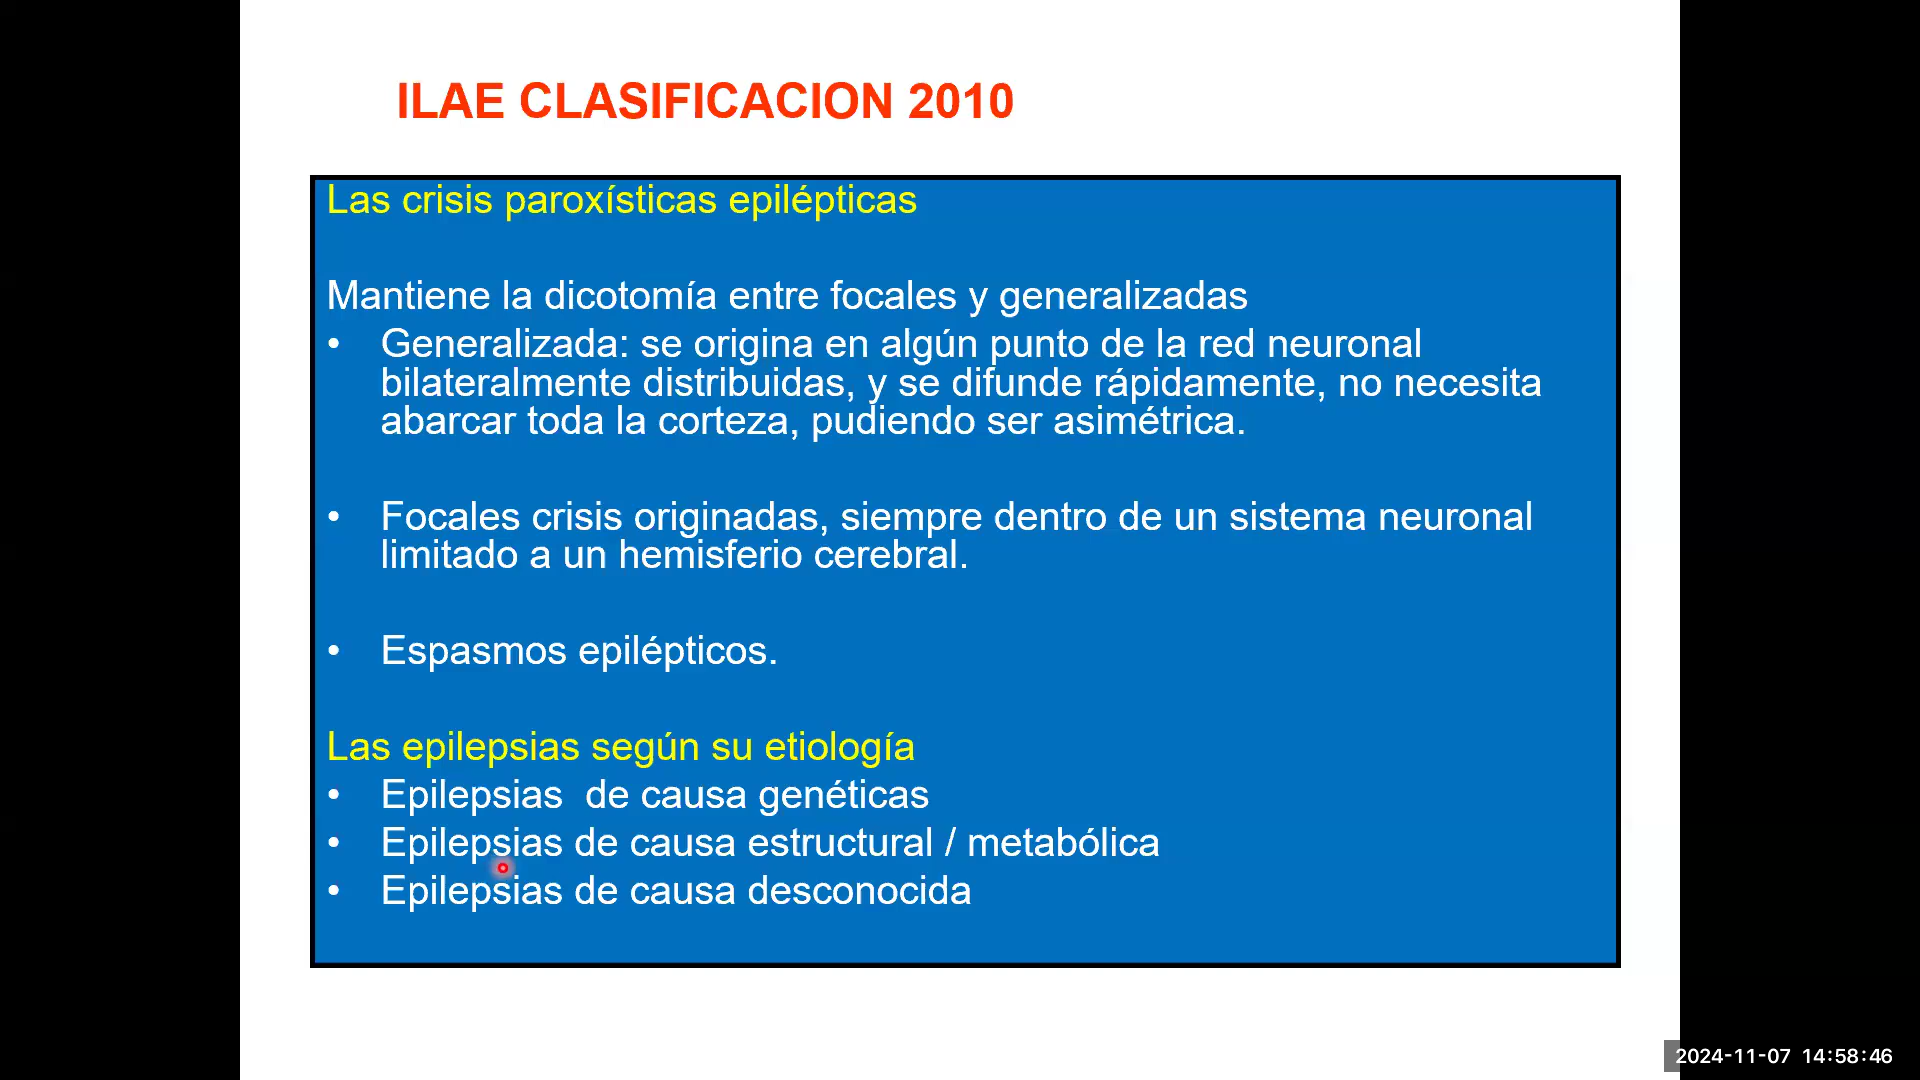 ILAE CLASIFICACION 2010
Las crisis paroxísticas epilépticas
Mantiene la dicotomía entre focales y generalizadas
• Generalizada: se origina en algún punto de la red neuronal
bilateralmente distribuidas, y se difunde rápidamente, no necesita
abarcar toda la corteza, pudiendo ser asimétrica.
• Focales crisis originadas, siempre dentro de un sistema neuronal
limitado a un hemisferio cerebral.
• Espasmos epilépticos.
Las epilepsias según su etiología
• Epilepsias  de causa genéticas
• Epilepsias de causa estructural / metabólica
• Epilepsias de causa desconocida
2024-11-07 14:58:46